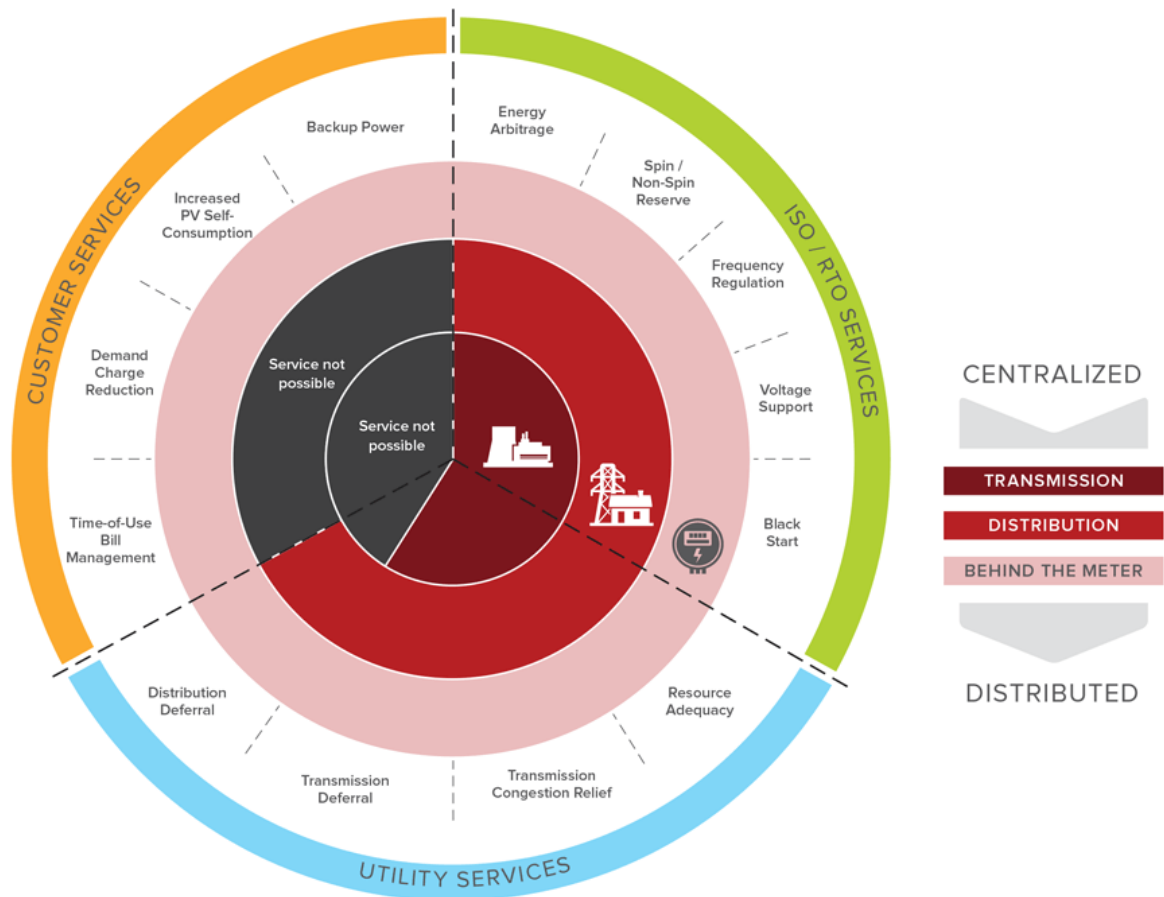 CUSTOMER SERVICES
ISO / RTO SERVICES
UTILITY SERVICES
Backup Power
Energy
Arbitrage
Spin /
Non-Spin
Reserve
Frequency
Regulation
Voltage
Support
Black
Start
Resource
Adequacy
Transmission
Congestion Relief
Transmission
Deferral
Distribution
Deferral
Time-of-Use
Bill
Management
Demand
Charge
Reduction
Increased
PV Self-
Consumption
Service not
possible
Service not
possible
CENTRALIZED
TRANSMISSION
DISTRIBUTION
BEHIND THE METER
DISTRIBUTED